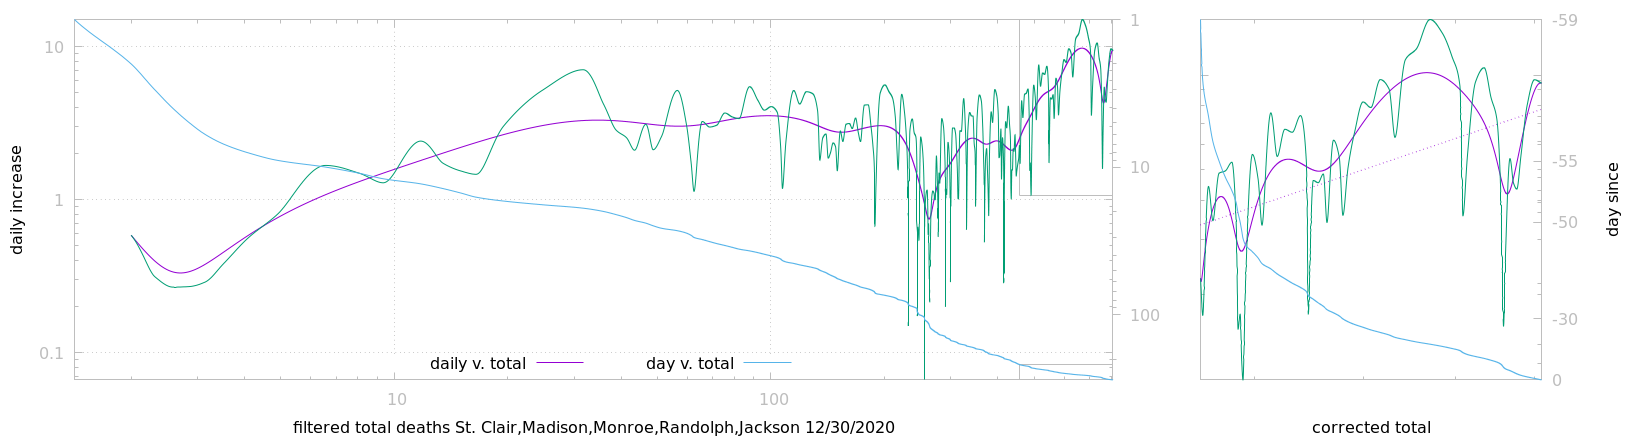 daily increase
10
1
0.1
10
100
1
10
100
daily v. total
day v. total
filtered total deaths St. Clair,Madison,Monroe,Randolph,Jackson 12/30/2020
-59
-55
-50
-30
0
day since
corrected total